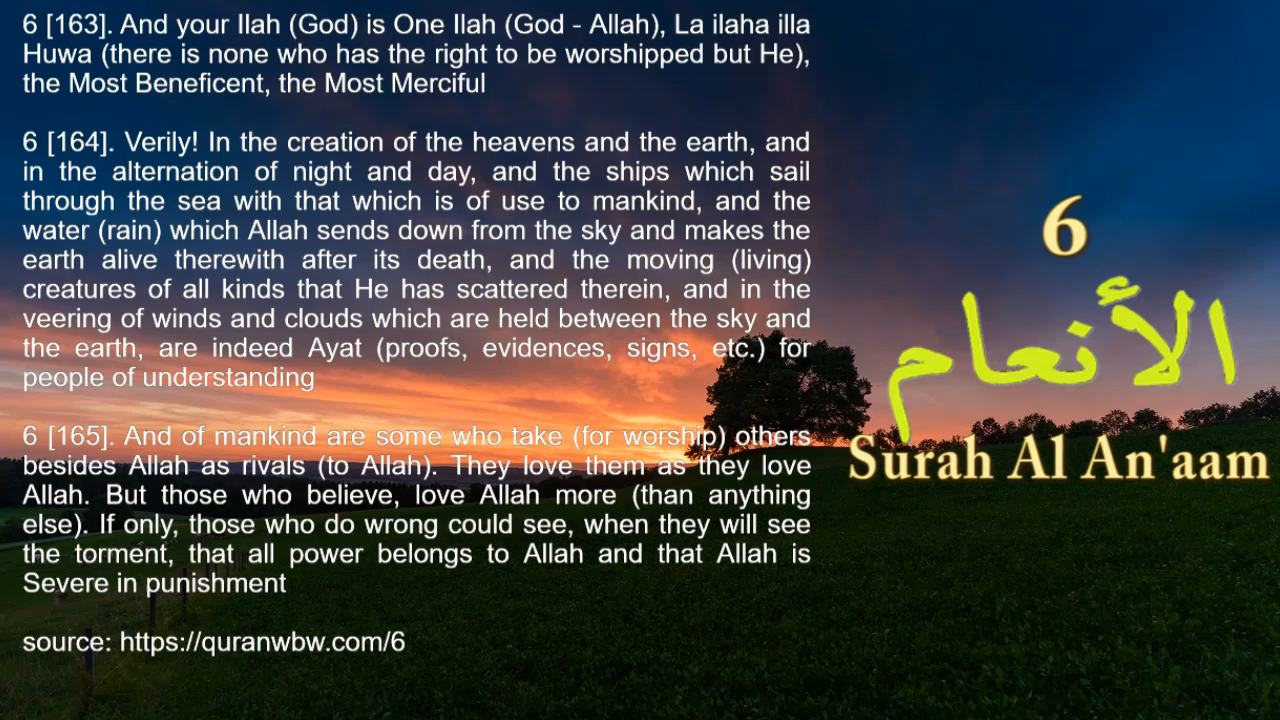 6 [163]. And your Ilah (God) is One Ilah (God - Allah), La ilaha illa
Huwa (there is none who has the right to be worshipped but He),
the Most Beneficent, the Most Merciful
6 [164]. Verily! In the creation of the heavens and the earth, and
in the alternation of night and day, and the ships which sail
through the sea with that which is of use to mankind, and the
water (rain) which Allah sends down from the sky and makes the
earth alive therewith after its death, and the moving (living)
creatures of all kinds that He has scattered therein, and in the
veering of winds and clouds which are held between the sky and
the earth, are indeed Ayat (proofs, evidences, signs, etc.) for
people of understanding
6 [165]. And of mankind are some who take (for worship) others
besides Allah as rivals (to Allah). They love them as they love
Allah. But those who believe, love Allah more (than anything
else). If only, those who do wrong could see, when they will see
the torment, that all power belongs to Allah and that Allah is
Severe in punishment
source: https://quranwbw.com/6
6
الأنعام
Surah Al An'aam